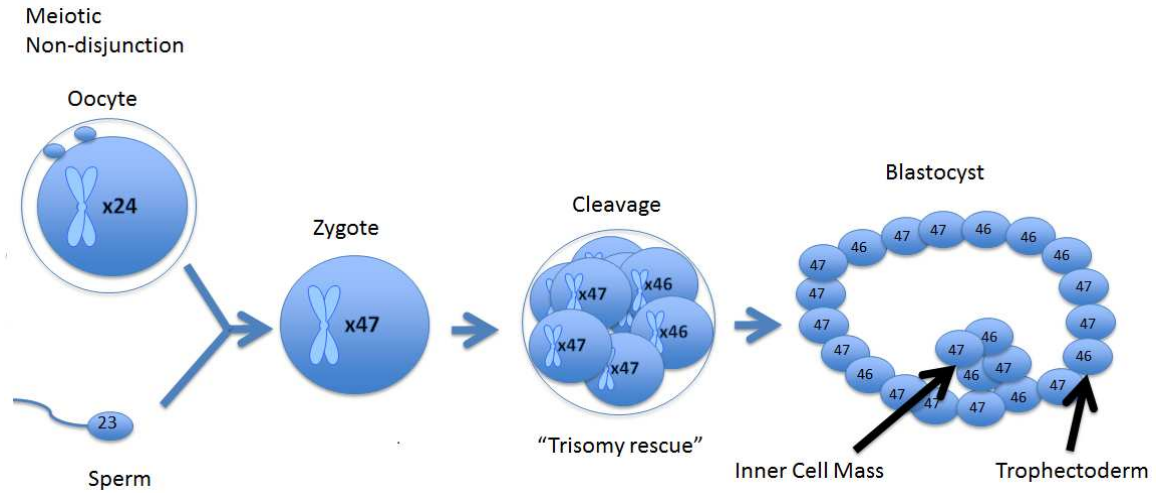 Meiotic
Non-disjunction
Oocyte
x24
23
Sperm
Zygote
x47
Cleavage
x47
x46
x46
x47
x47
“Trisomy rescue”
Blastocyst
47
46
47
47
46
46
46
47
47
46
47
46
47
47
47
46
47
47
47
47
46
47
46
47
46
Inner Cell Mass
Trophectoderm